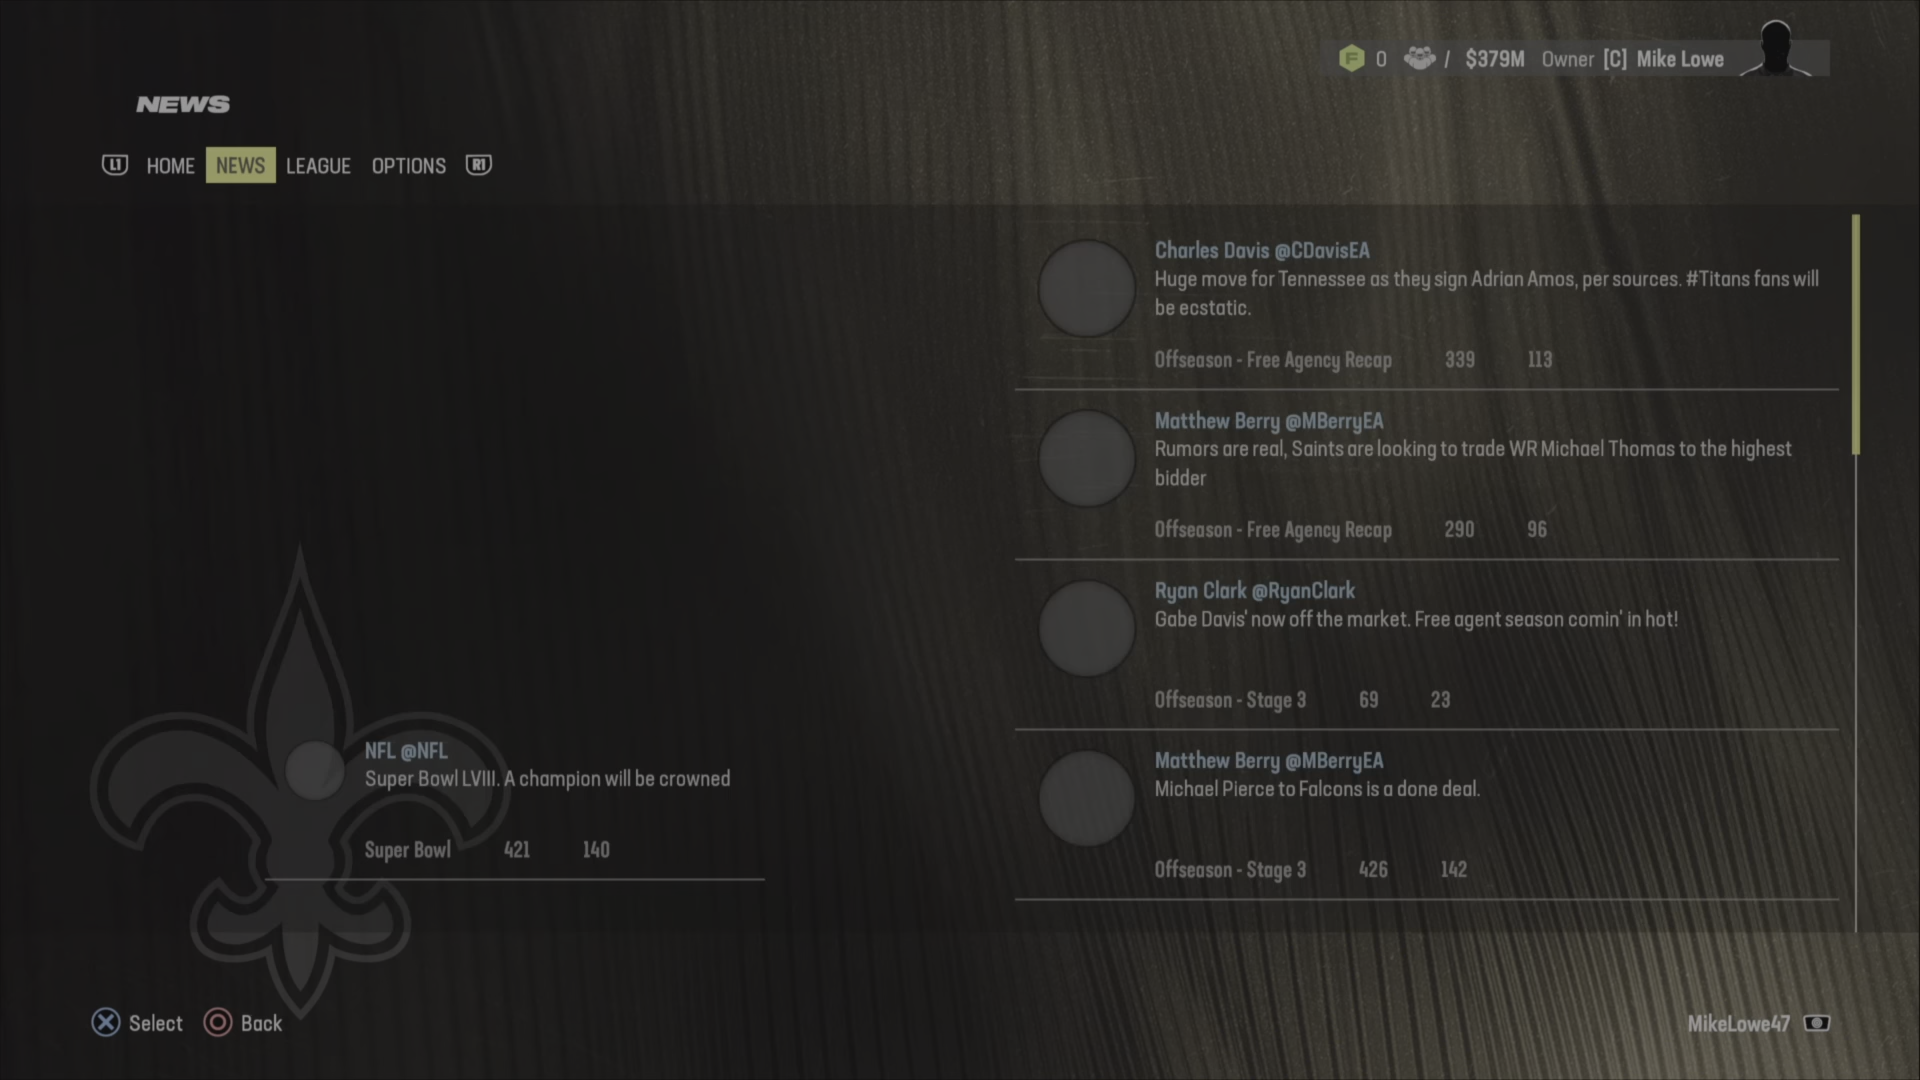 F 0 / $379M Owner [C] Mike Lowe
NEWS
L1 HOME NEWS LEAGUE OPTIONS R1
Charles Davis @CDavisEA
Huge move for Tennessee as they sign Adrian Amos, per sources. #Titans fans will
be ecstatic.
Offseason - Free Agency Recap 339 113
Matthew Berry @MBerryEA
Rumors are real, Saints are looking to trade WR Michael Thomas to the highest
bidder
Offseason - Free Agency Recap 290 96
Ryan Clark @RyanClark
Gabe Davis' now off the market. Free agent season comin' in hot!
Offseason - Stage 3 69 23
Matthew Berry @MBerryEA
Michael Pierce to Falcons is a done deal.
Offseason - Stage 3 426 142
NFL @NFL
Super Bowl LVIII. A champion will be crowned
Super Bowl 421 140
Select Back
MikeLowe47